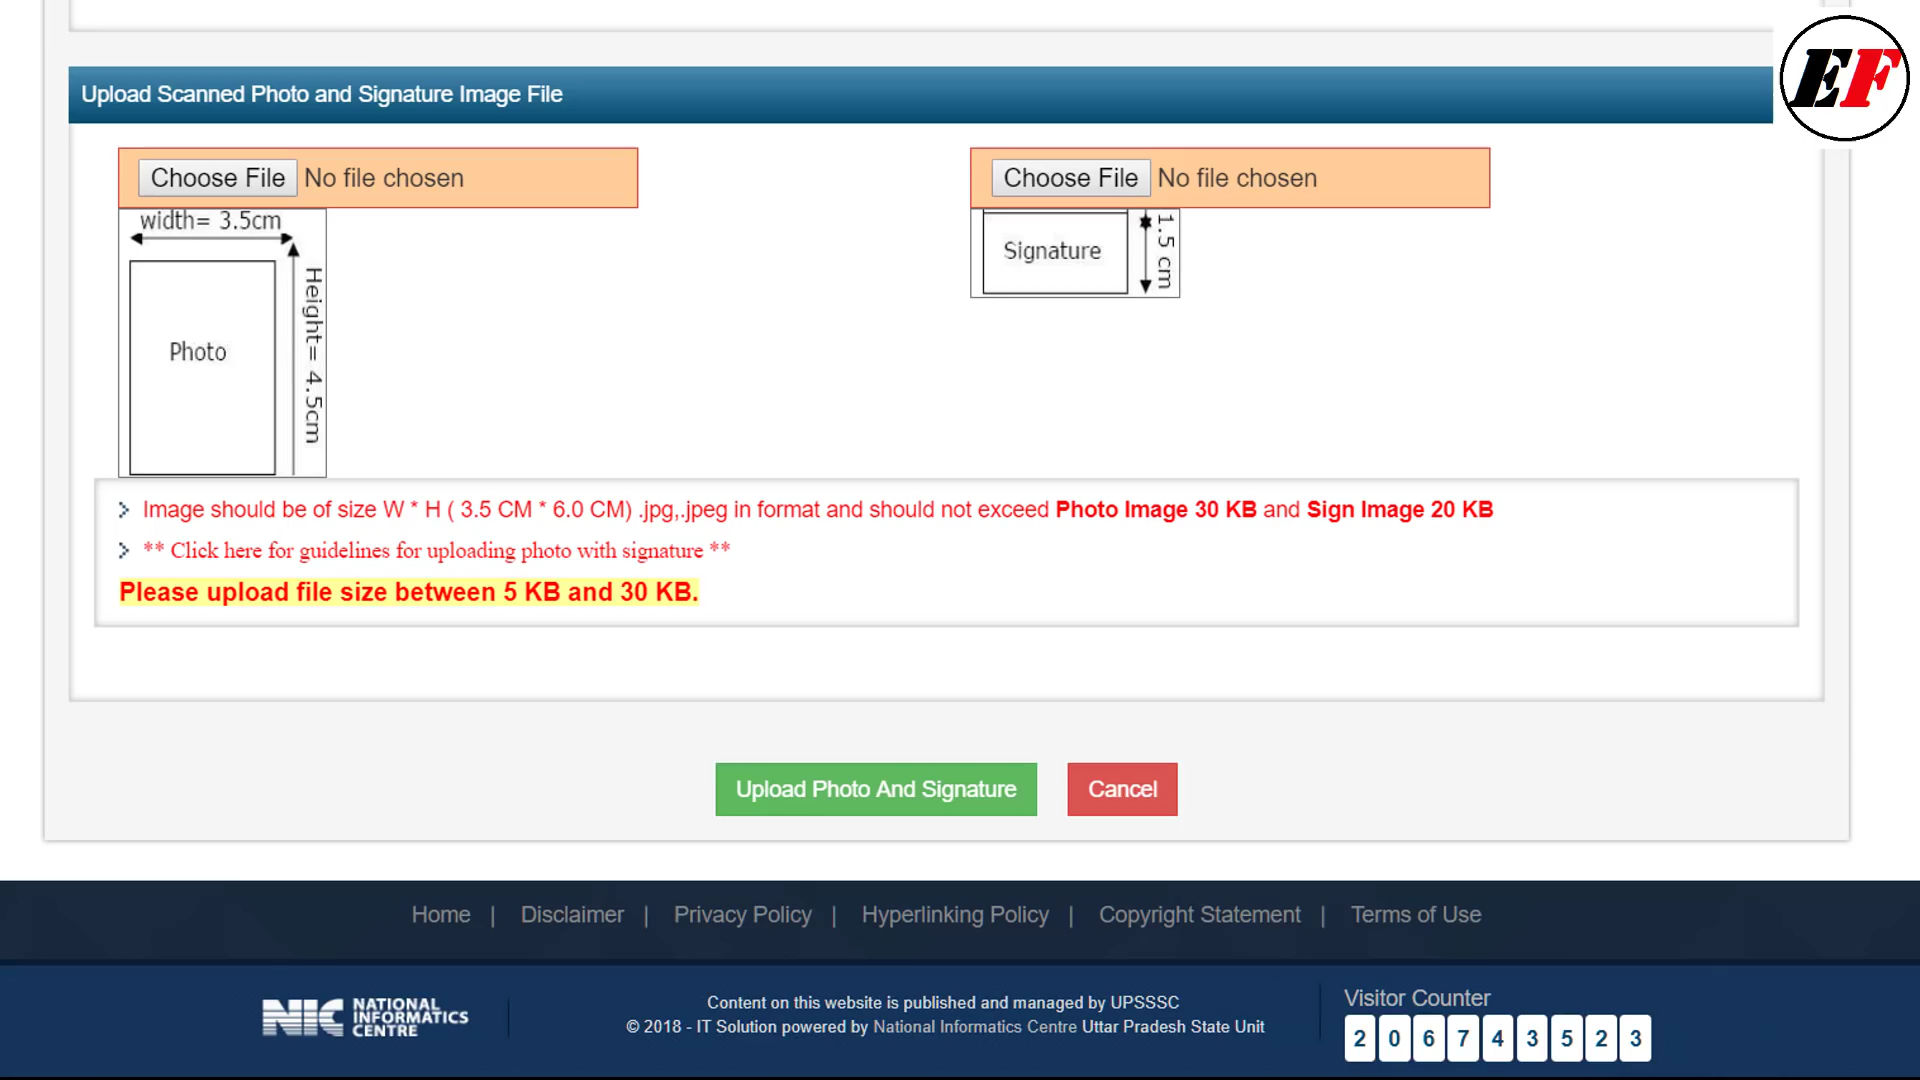 EF
Upload Scanned Photo and Signature Image File
Choose File No file chosen
width= 3.5cm
Height= 4.5cm
Photo
Choose File No file chosen
Signature
1.5 cm
Image should be of size W * H ( 3.5 CM * 6.0 CM) .jpg,.jpeg in format and should not exceed Photo Image 30 KB and Sign Image 20 KB
** Click here for guidelines for uploading photo with signature **
Please upload file size between 5 KB and 30 KB.
Upload Photo And Signature
Cancel
Home | Disclaimer | Privacy Policy | Hyperlinking Policy | Copyright Statement | Terms of Use
NIC NATIONAL
INFORMATICS
CENTRE
Content on this website is published and managed by UPSSSC
© 2018 - IT Solution powered by National Informatics Centre Uttar Pradesh State Unit
Visitor Counter
2 0 6 7 4 3 5 2 3